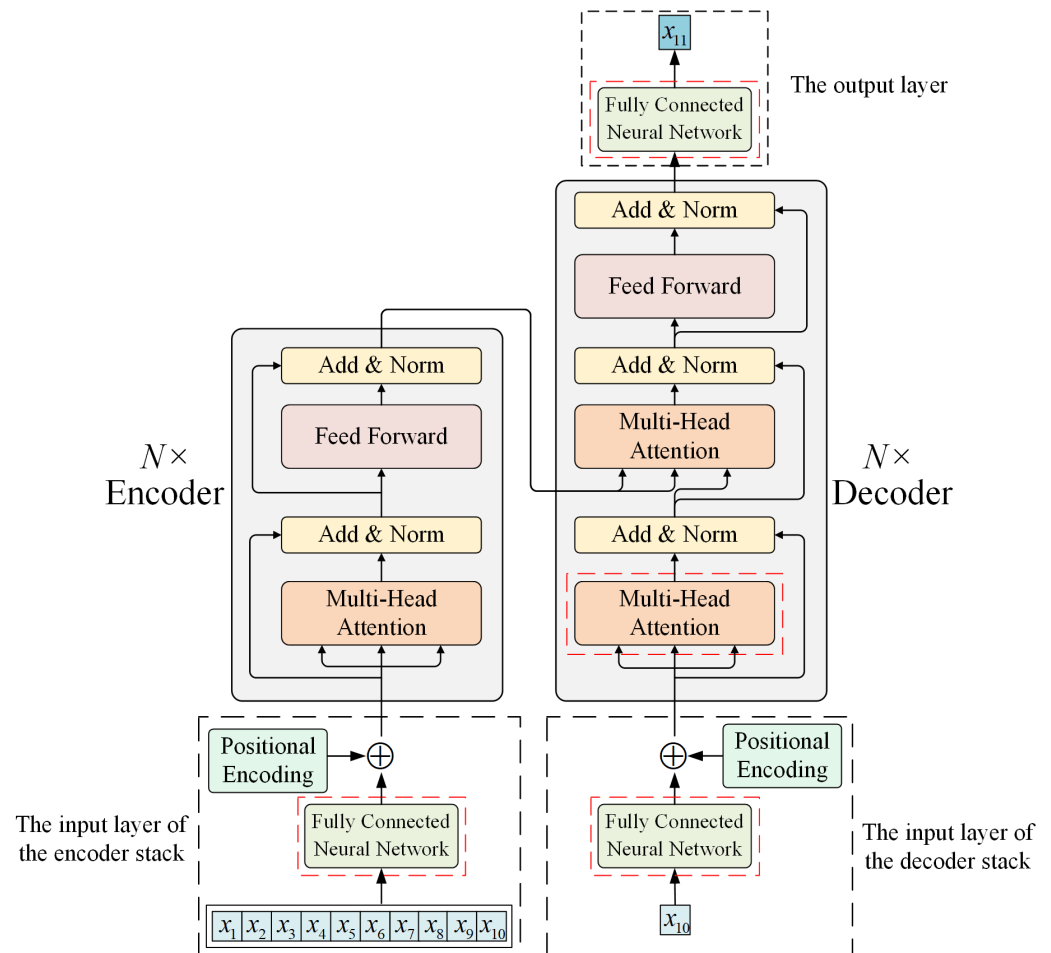 x11
The output layer
Fully Connected
Neural Network
Add & Norm
Feed Forward
Add & Norm
Multi-Head
Attention
Add & Norm
Multi-Head
Attention
N×
Decoder
Add & Norm
Feed Forward
Add & Norm
Multi-Head
Attention
N×
Encoder
Positional
Encoding
Fully Connected
Neural Network
The input layer of
the encoder stack
x1 x2 x3 x4 x5 x6 x7 x8 x9 x10
Positional
Encoding
Fully Connected
Neural Network
The input layer of
the decoder stack
x10